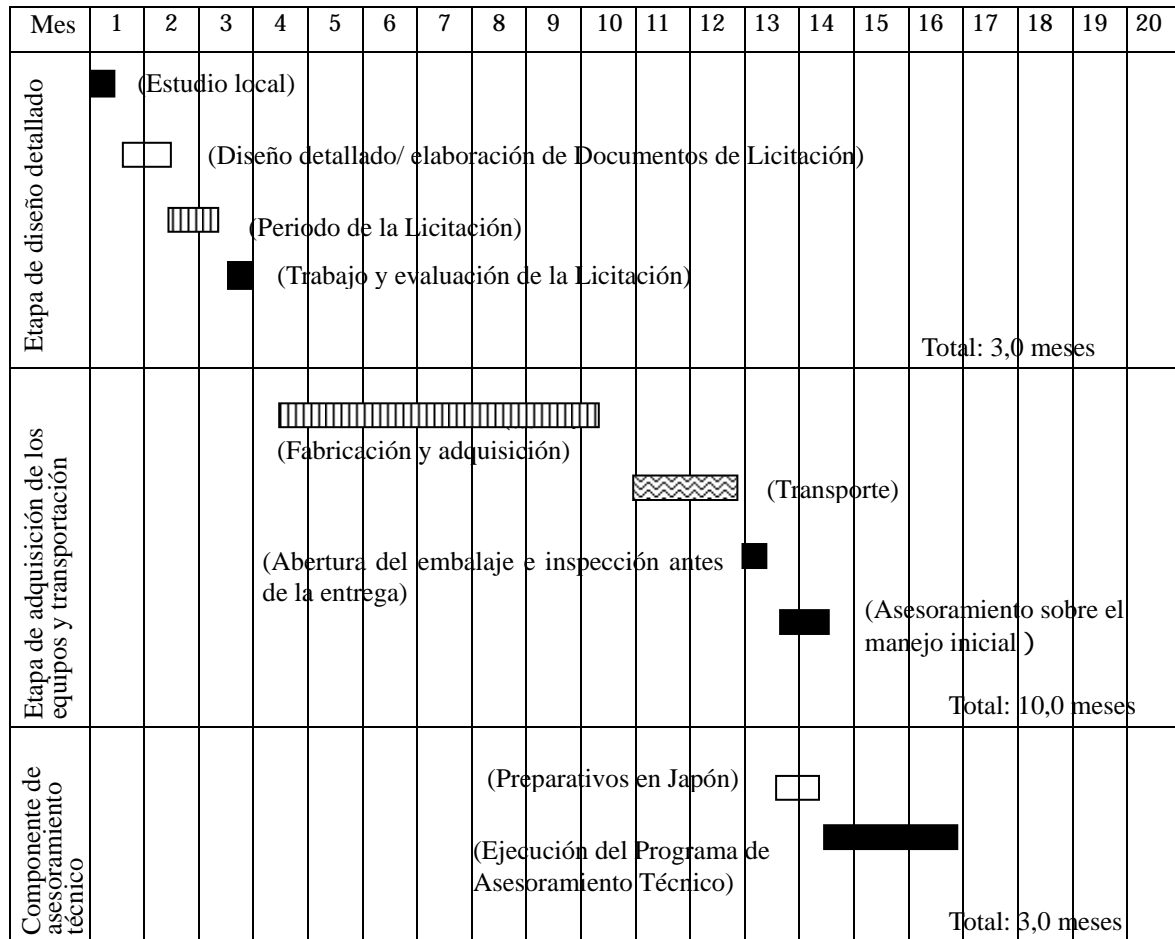 Mes 1 2 3 4 5 6 7 8 9 10 11 12 13 14 15 16 17 18 19 20
Etapa de diseño detallado
(Estudio local)
(Diseño detallado/ elaboración de Documentos de Licitación)
(Periodo de la Licitación)
(Trabajo y evaluación de la Licitación)
Total: 3,0 meses
Etapa de adquisición de los
equipos y transportación
(Fabricación y adquisición)
(Transporte)
(Abertura del embalaje e inspección antes
de la entrega)
(Asesoramiento sobre el
manejo inicial)
Total: 10,0 meses
Componente de
asesoramiento
técnico
(Preparativos en Japón)
(Ejecución del Programa de
Asesoramiento Técnico)
Total: 3,0 meses